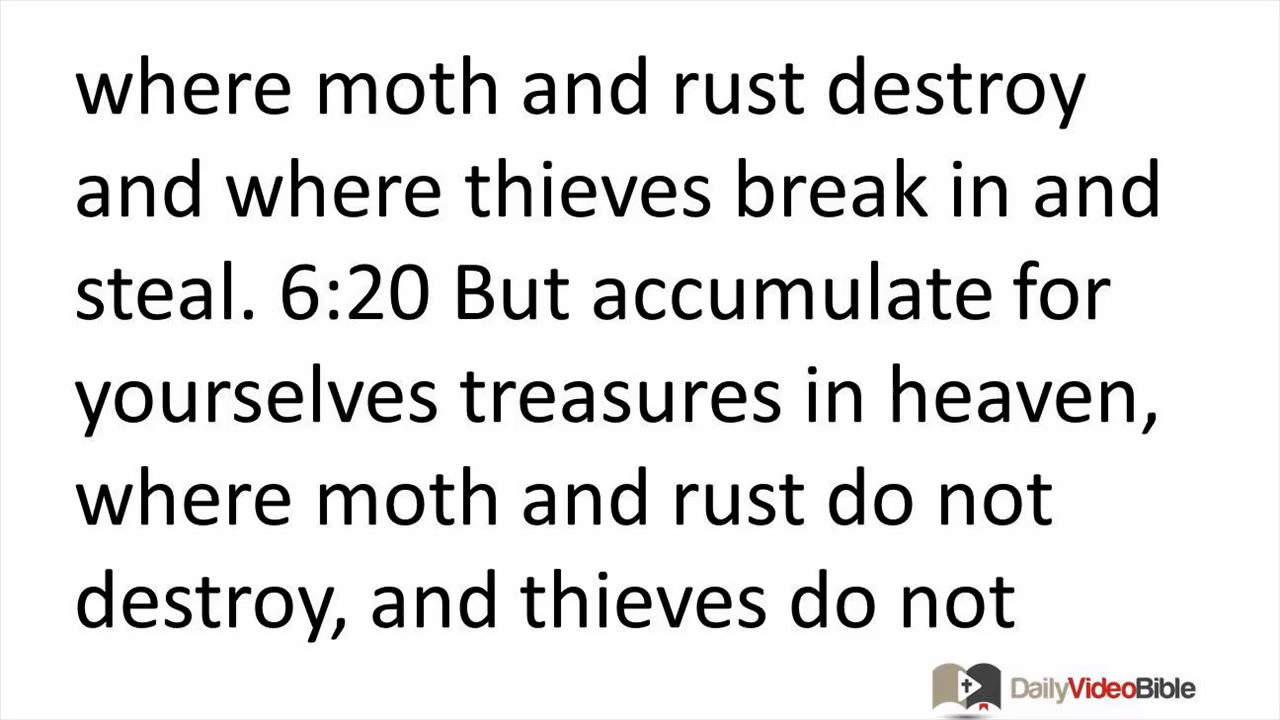 where moth and rust destroy
and where thieves break in and
steal. 6:20 But accumulate for
yourselves treasures in heaven,
where moth and rust do not
destroy, and thieves do not
DailyVideoBible